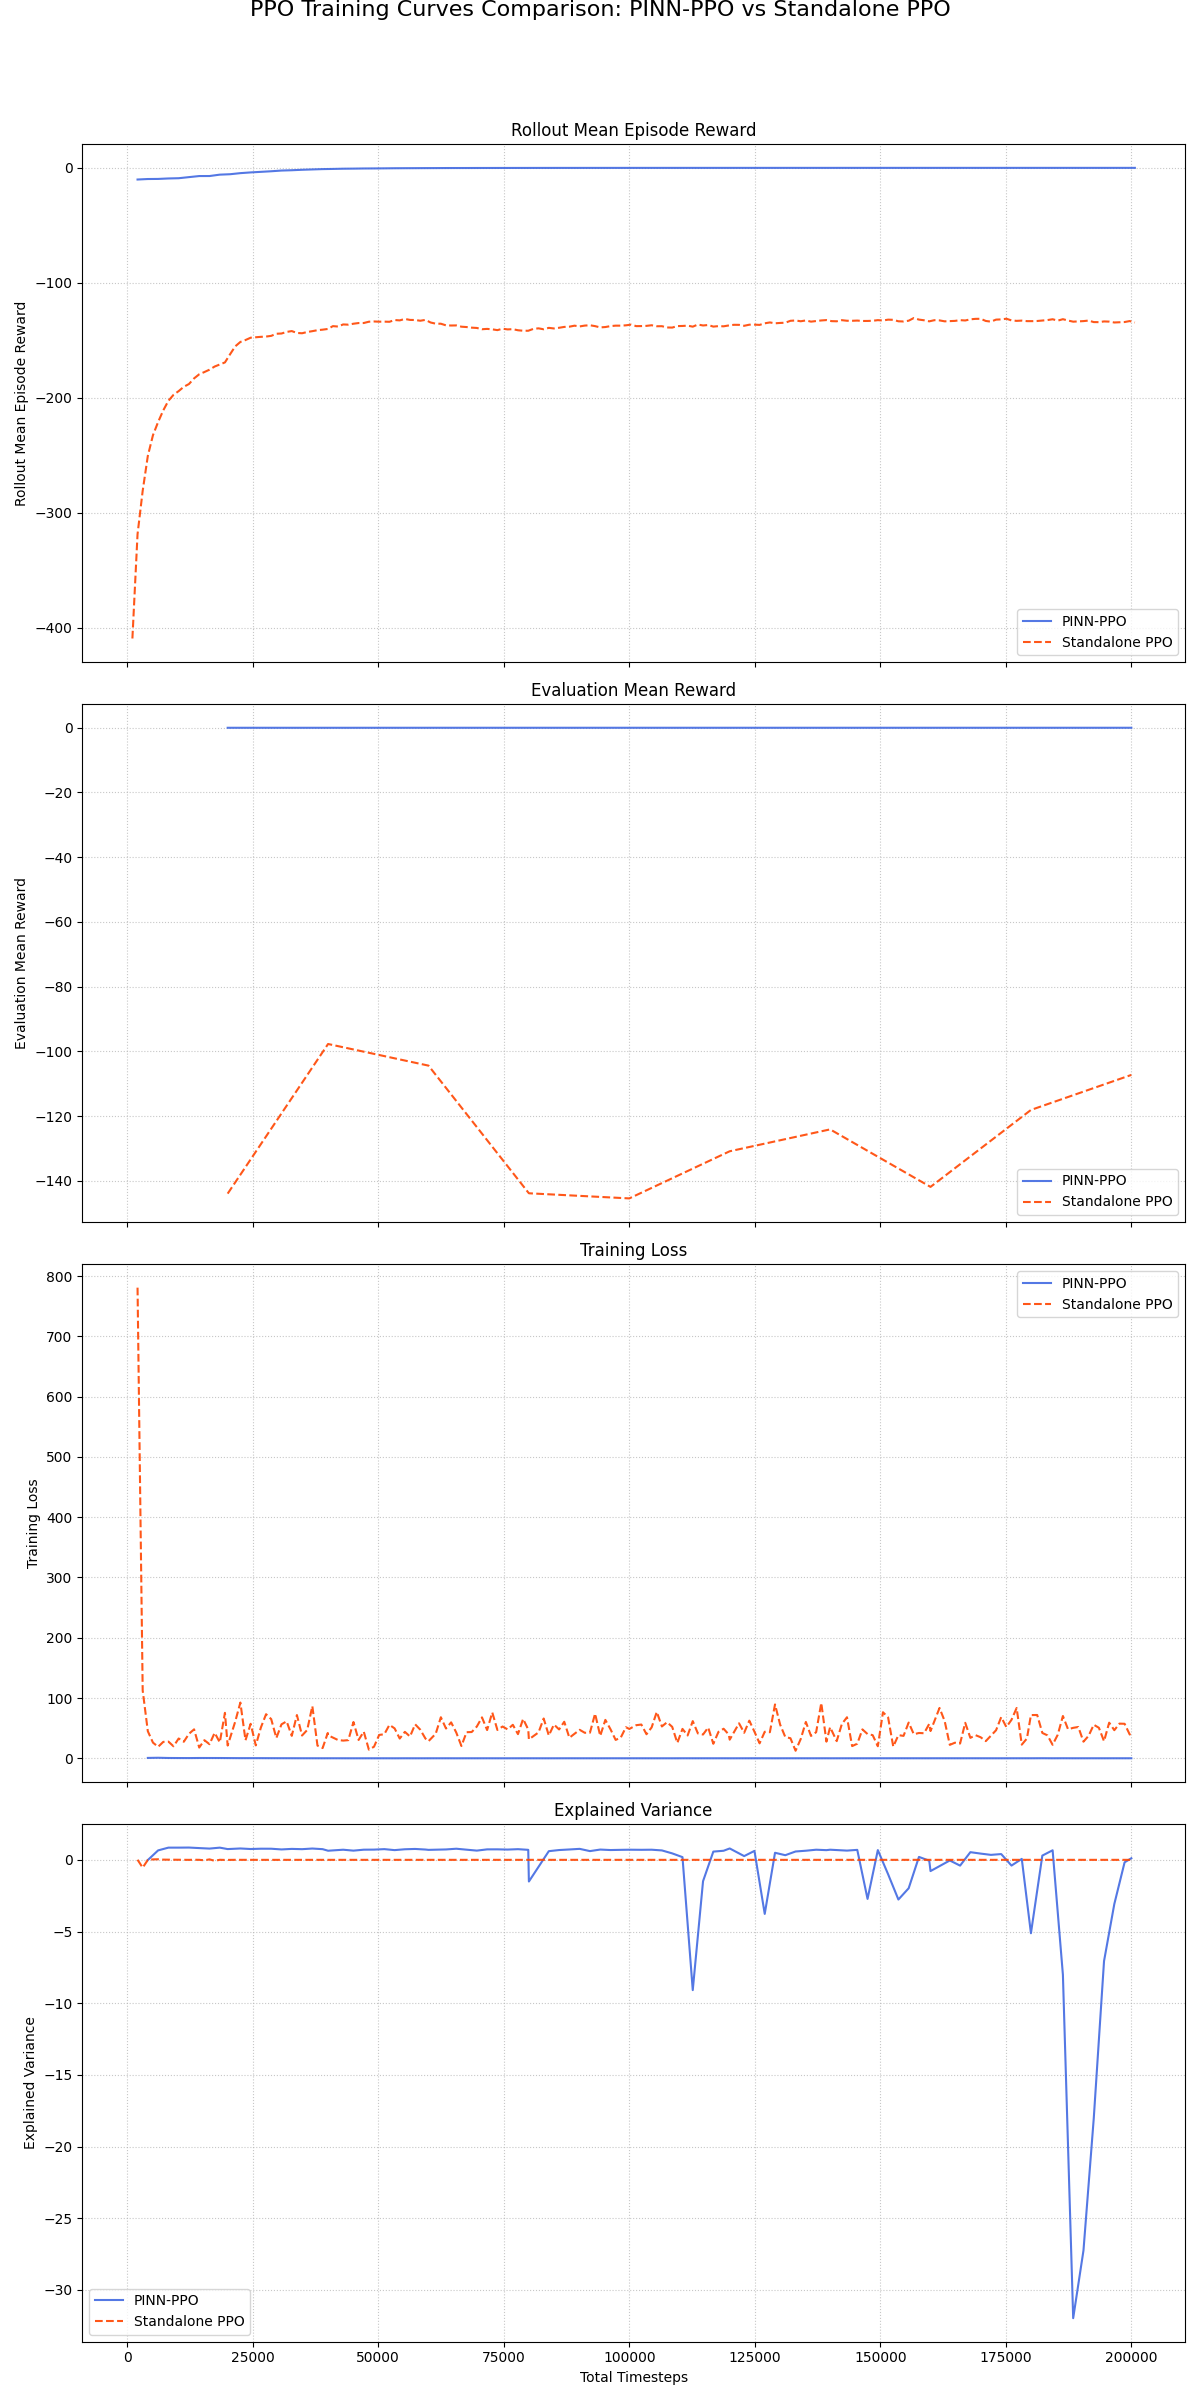 PPO Training Curves Comparison: PINN-PPO vs Standalone PPO
Rollout Mean Episode Reward
Rollout Mean Episode Reward
0
−100
−200
−300
−400
PINN-PPO
Standalone PPO
Evaluation Mean Reward
Evaluation Mean Reward
0
−20
−40
−60
−80
−100
−120
−140
PINN-PPO
Standalone PPO
Training Loss
Training Loss
800
700
600
500
400
300
200
100
0
PINN-PPO
Standalone PPO
Explained Variance
Explained Variance
0
−5
−10
−15
−20
−25
−30
PINN-PPO
Standalone PPO
0 25000 50000 75000 100000 125000 150000 175000 200000
Total Timesteps